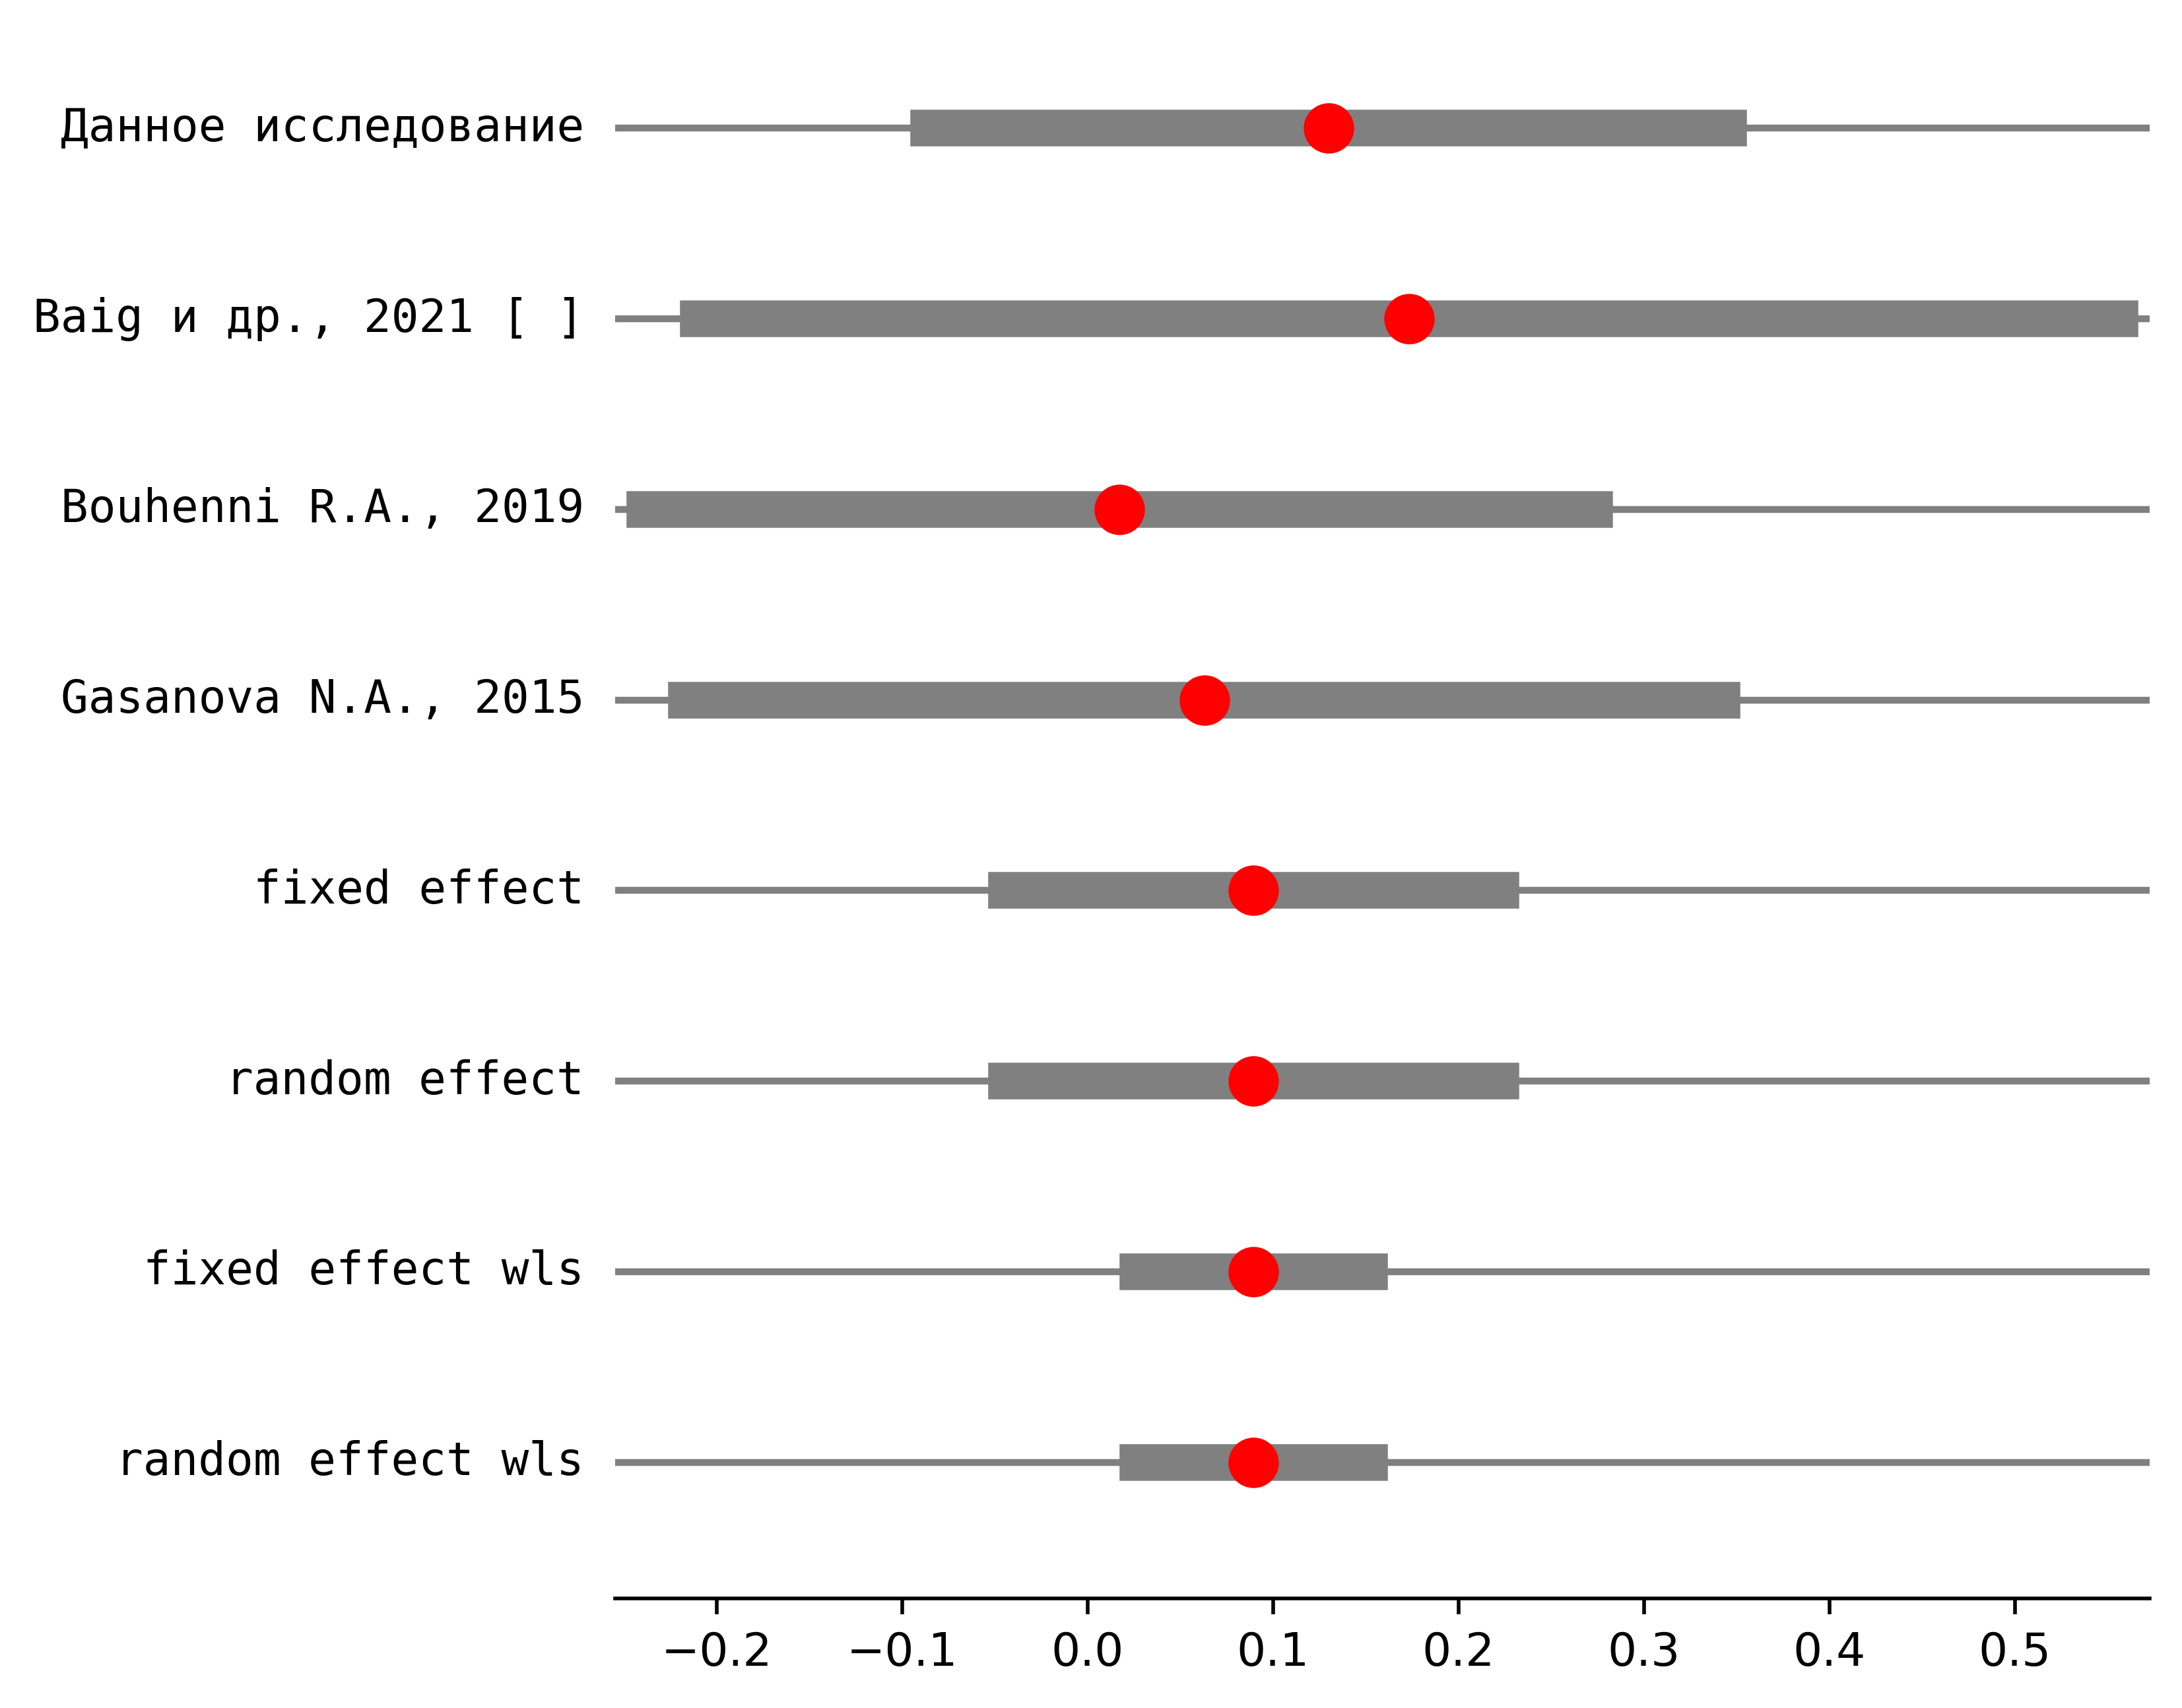 Данное исследование
Baig и др., 2021 [ ]
Bouhenni R.A., 2019
Gasanova N.A., 2015
fixed effect
random effect
fixed effect wls
random effect wls
−0.2 −0.1 0.0 0.1 0.2 0.3 0.4 0.5